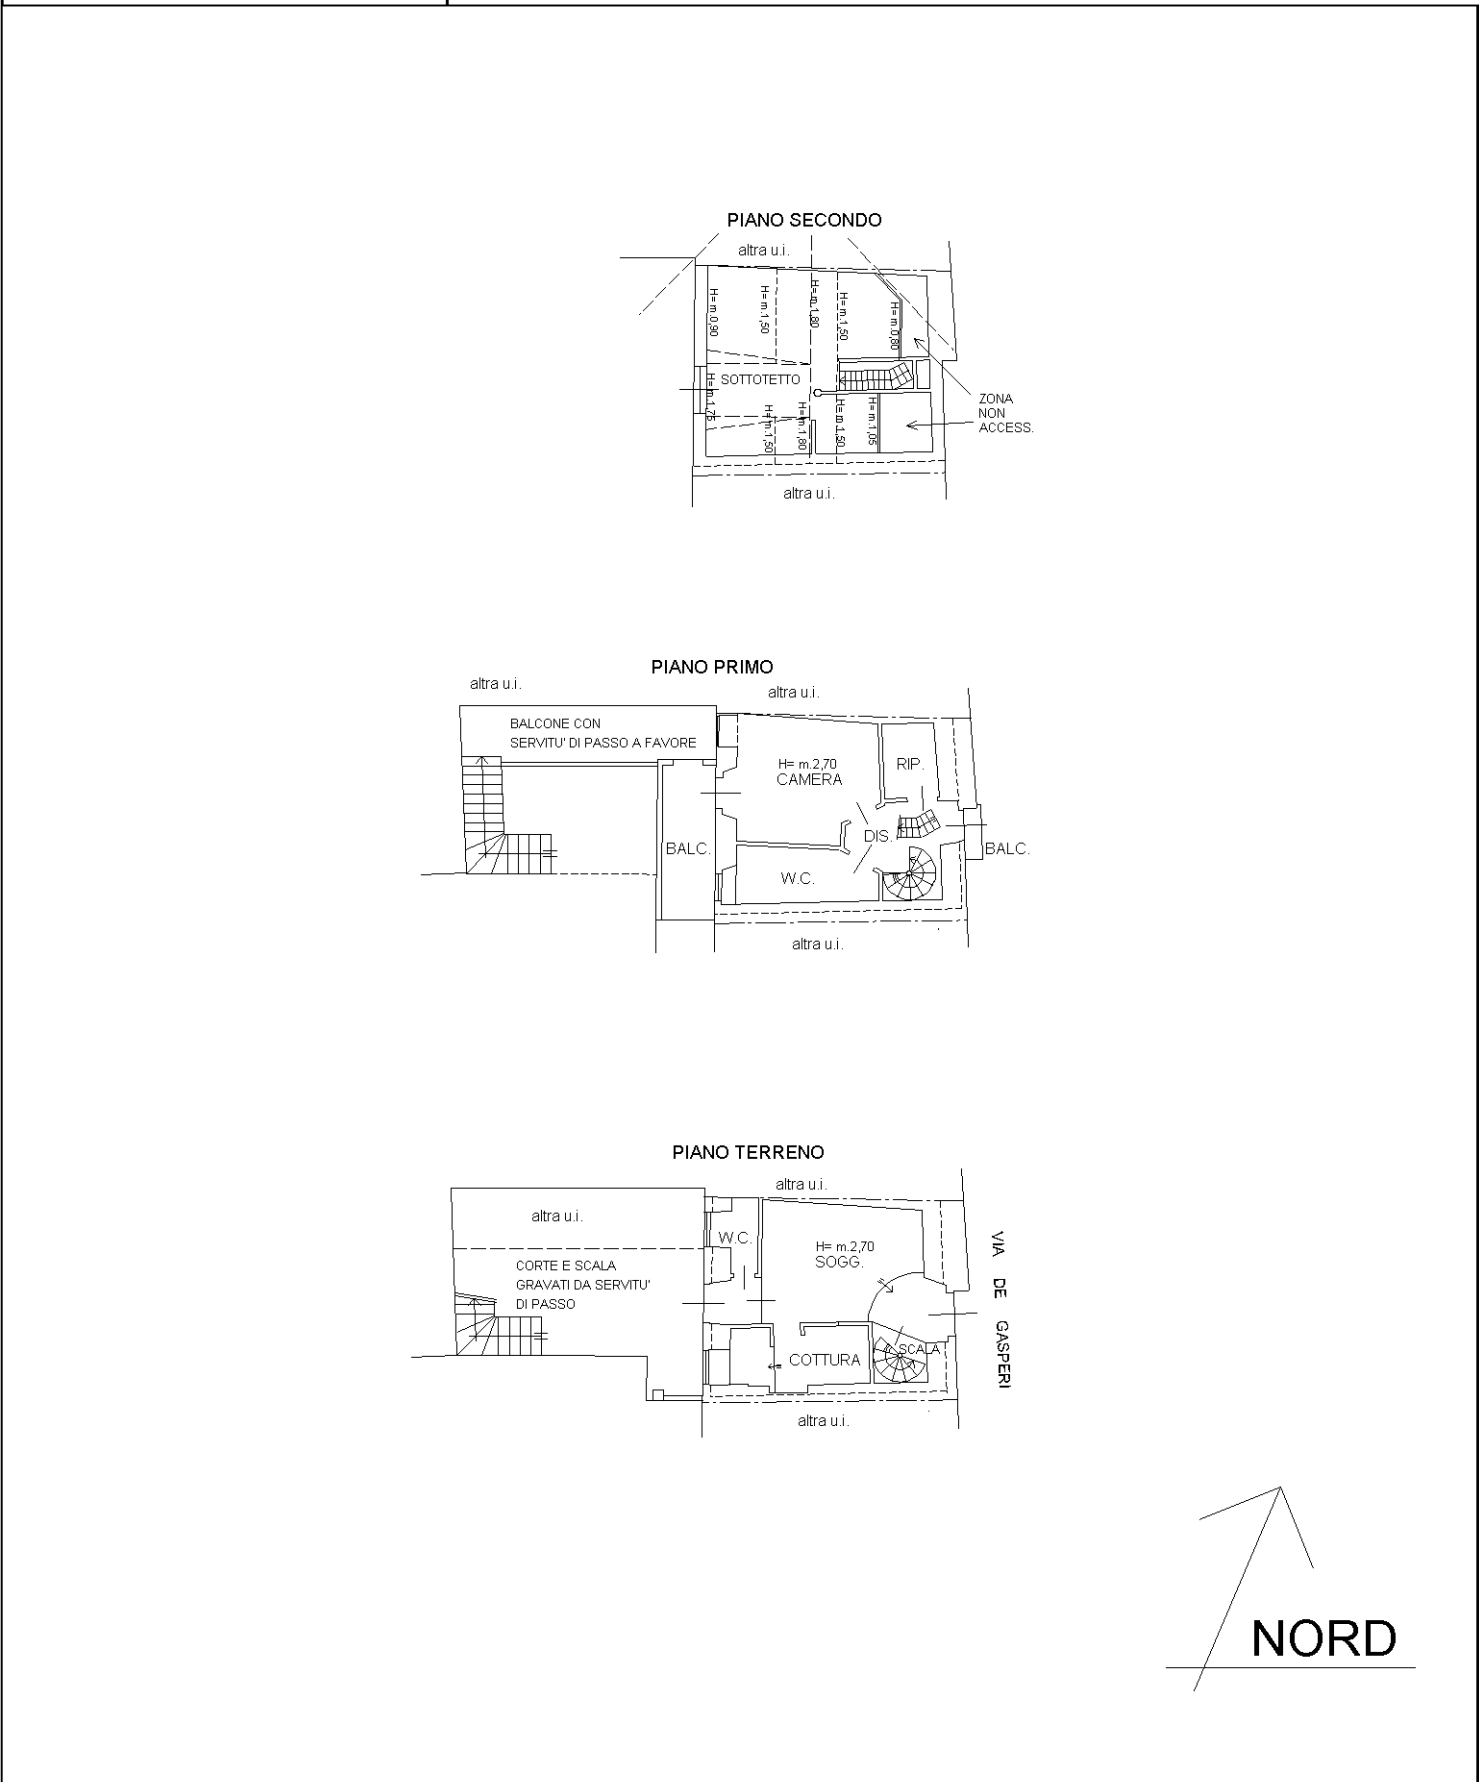 PIANO SECONDO
altra u.i.
H= m.0,90
H= m.1,50
H= m.1,80
H= m.1,50
H= m.0,80
SOTTOTETTO
H= m.1,75
H= m.1,50
H= m.1,80
H= m.1,50
H= m.1,05
ZONA
NON
ACCESS.
altra u.i.
PIANO PRIMO
altra u.i.
altra u.i.
BALCONE CON
SERVITU' DI PASSO A FAVORE
H= m.2,70
CAMERA
RIP.
DIS.
BALC.
BALC.
W.C.
altra u.i.
PIANO TERRENO
altra u.i.
altra u.i.
W.C.
H= m.2,70
SOGG.
CORTE E SCALA
GRAVATI DA SERVITU'
DI PASSO
VIA DE GASPERI
SCALA
COTTURA
altra u.i.
NORD